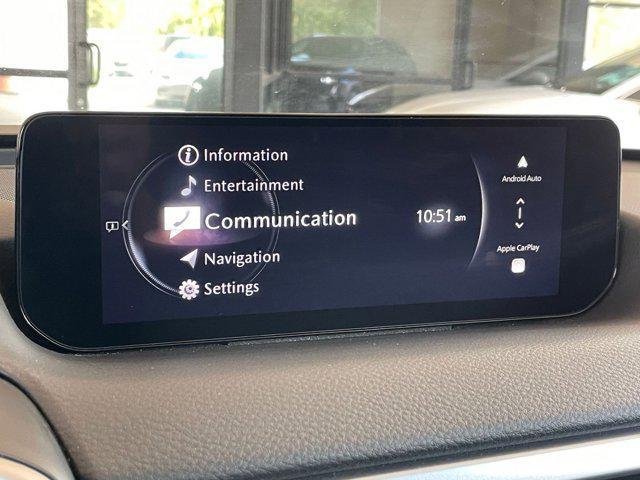 Information
Entertainment
Communication
10:51 am
Navigation
Settings
Android Auto
Apple CarPlay